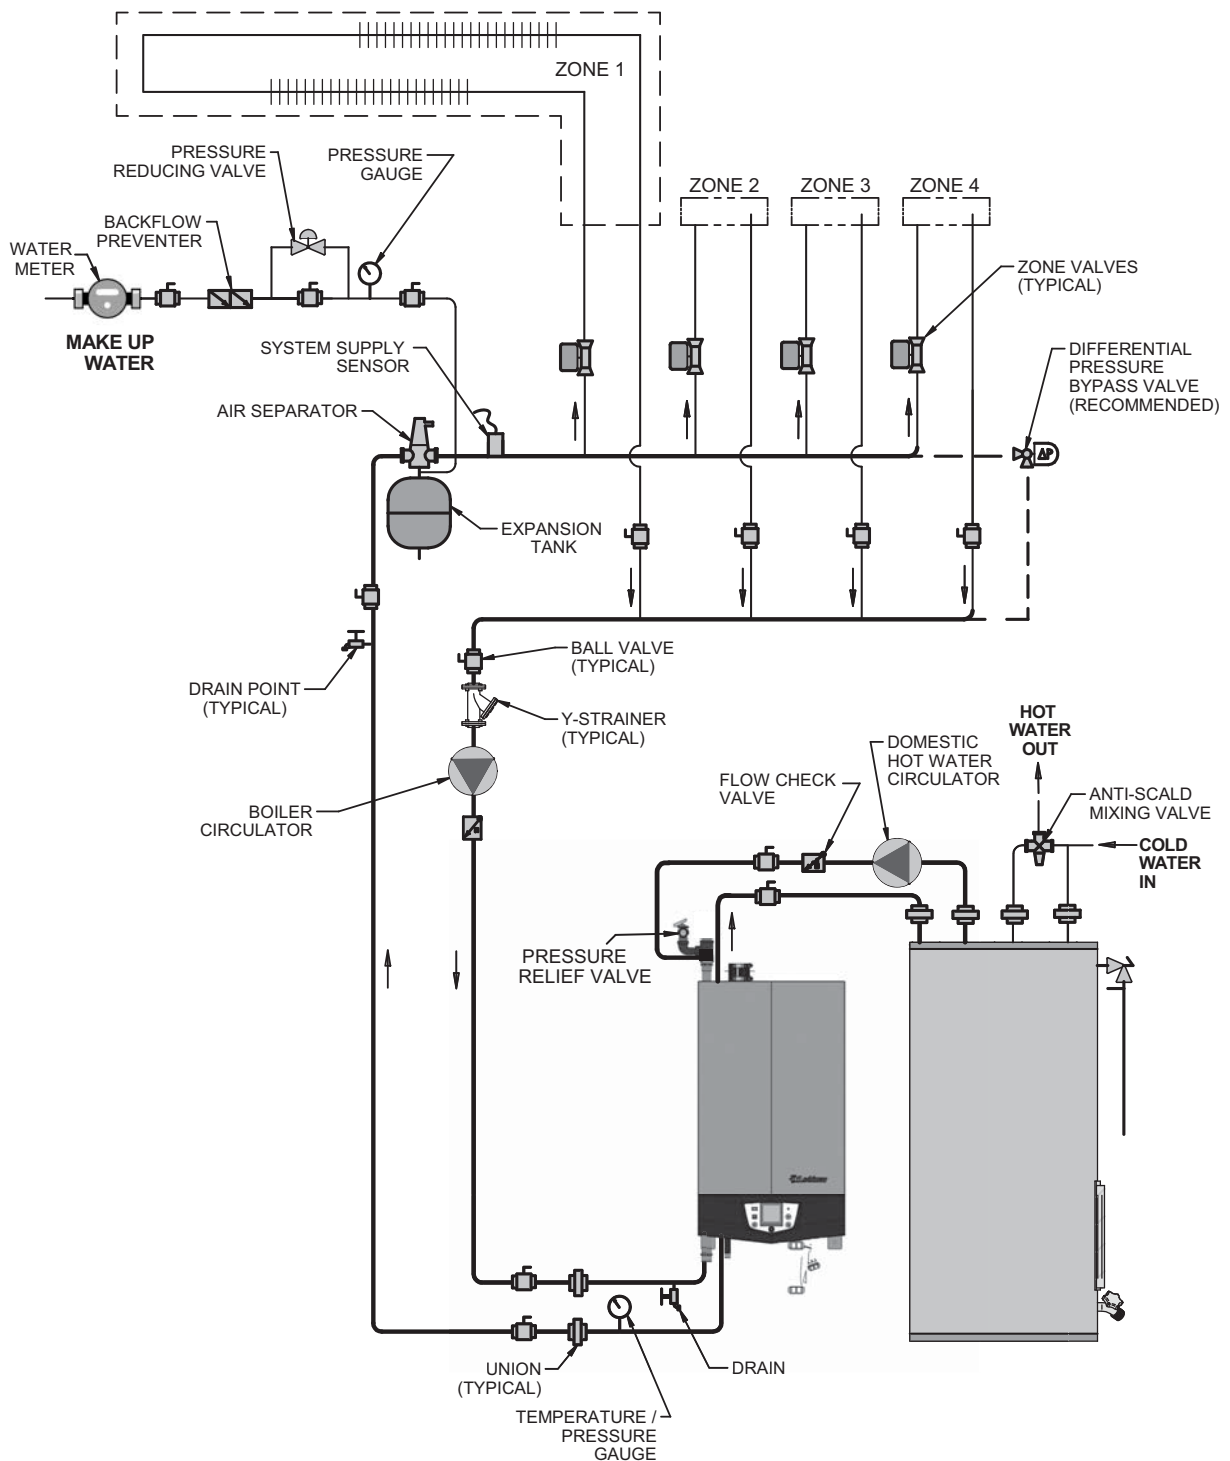 ZONE 1
PRESSURE
REDUCING VALVE
PRESSURE
GAUGE
ZONE 2
ZONE 3
ZONE 4
BACKFLOW
PREVENTER
WATER
METER
ZONE VALVES
(TYPICAL)
MAKE UP
WATER
SYSTEM SUPPLY
SENSOR
DIFFERENTIAL
PRESSURE
BYPASS VALVE
(RECOMMENDED)
AIR SEPARATOR
ΔP
EXPANSION
TANK
BALL VALVE
(TYPICAL)
DRAIN POINT
(TYPICAL)
Y-STRAINER
(TYPICAL)
HOT
WATER
OUT
DOMESTIC
HOT WATER
CIRCULATOR
FLOW CHECK
VALVE
BOILER
CIRCULATOR
ANTI-SCALD
MIXING VALVE
COLD
WATER
IN
PRESSURE
RELIEF VALVE
Lochinvar
UNION
(TYPICAL)
DRAIN
TEMPERATURE /
PRESSURE
GAUGE